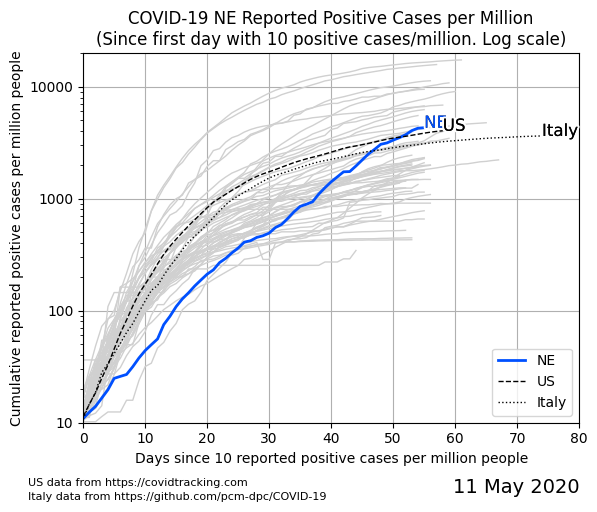 COVID-19 NE Reported Positive Cases per Million
(Since first day with 10 positive cases/million. Log scale)
Cumulative reported positive cases per million people
10000
1000
100
10
NE
US
Italy
NE
US
Italy
0 10 20 30 40 50 60 70 80
Days since 10 reported positive cases per million people
US data from https://covidtracking.com
Italy data from https://github.com/pcm-dpc/COVID-19
11 May 2020